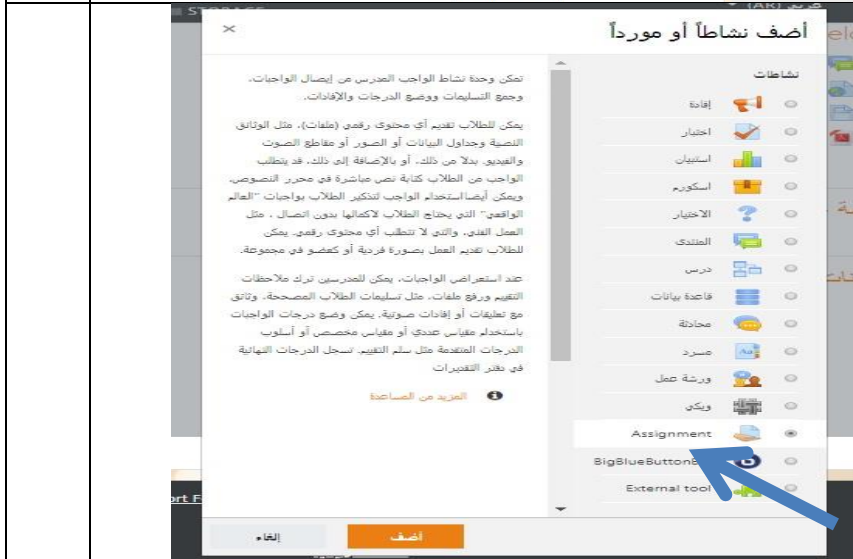 عربي (AR)
أضف نشاطاً أو مورداً
×
نشاطات
إفادة
اختبار
استبيان
اسكورم
الاختيار
المنتدى
درس
قاعدة بيانات
محادثة
مسرد
ورشة عمل
ويكي
Assignment
BigBlueButton
External tool
تمكن وحدة نشاط الواجب المدرس من إيصال الواجبات،
وجمع التسليمات ووضع الدرجات والإفادات.
يمكن للطلاب تقديم أي محتوى رقمي (ملفات)، مثل الوثائق
النصية وجداول البيانات أو الصور أو مقاطع الصوت
والفيديو. بدلا من ذلك، أو بالإضافة إلى ذلك، قد يتطلب
الواجب من الطلاب كتابة نص مباشرة في محرر النصوص.
ويمكن أيضااستخدام الواجب لتذكير الطلاب بواجبات "العالم
الواقعي" التي يحتاج الطلاب لاكمالها بدون اتصال ، مثل
العمل الفني، والتي لا تتطلب أي محتوى رقمي. يمكن
للطلاب تقديم العمل بصورة فردية أو كعضو في مجموعة.
عند استعراض الواجبات، يمكن للمدرسين ترك ملاحظات
التقييم ورفع ملفات، مثل تسليمات الطلاب المصححة، وثائق
مع تعليقات أو إفادات صوتية. يمكن وضع درجات الواجبات
باستخدام مقياس عددي أو مقياس مخصص أو أسلوب
الدرجات المتقدمة مثل سلم التقييم. تسجل الدرجات النهائية
في دفتر التقديرات
المزيد من المساعدة
أضف
إلغاء